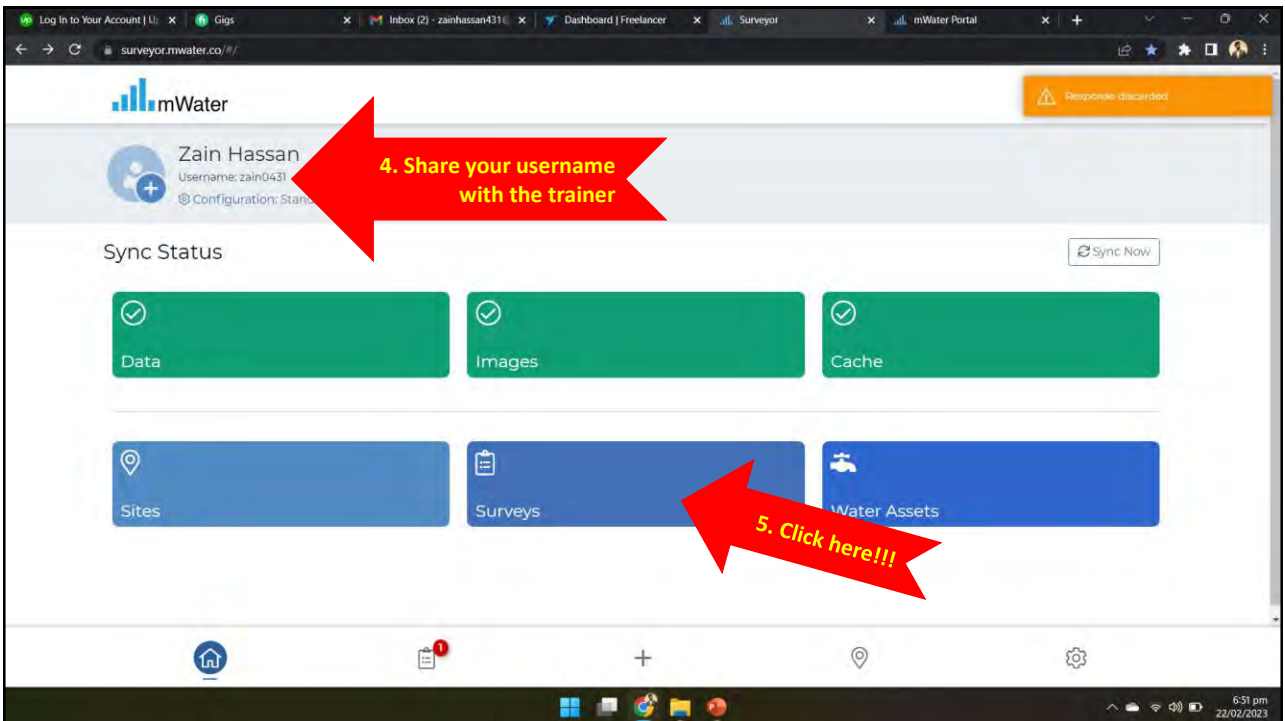 Log In to Your Account | U
Gigs
Inbox (2) - zainhassan431@
Dashboard | Freelancer
Surveyor
mWater Portal
surveyor.mwater.co/#/
mWater
Response discarded
Zain Hassan
Username: zain0431
Configuration: Stan
4. Share your username
with the trainer
Sync Status
Sync Now
Data
Images
Cache
Sites
Surveys
Water Assets
5. Click here!!!
1
6:51 pm
22/02/2023